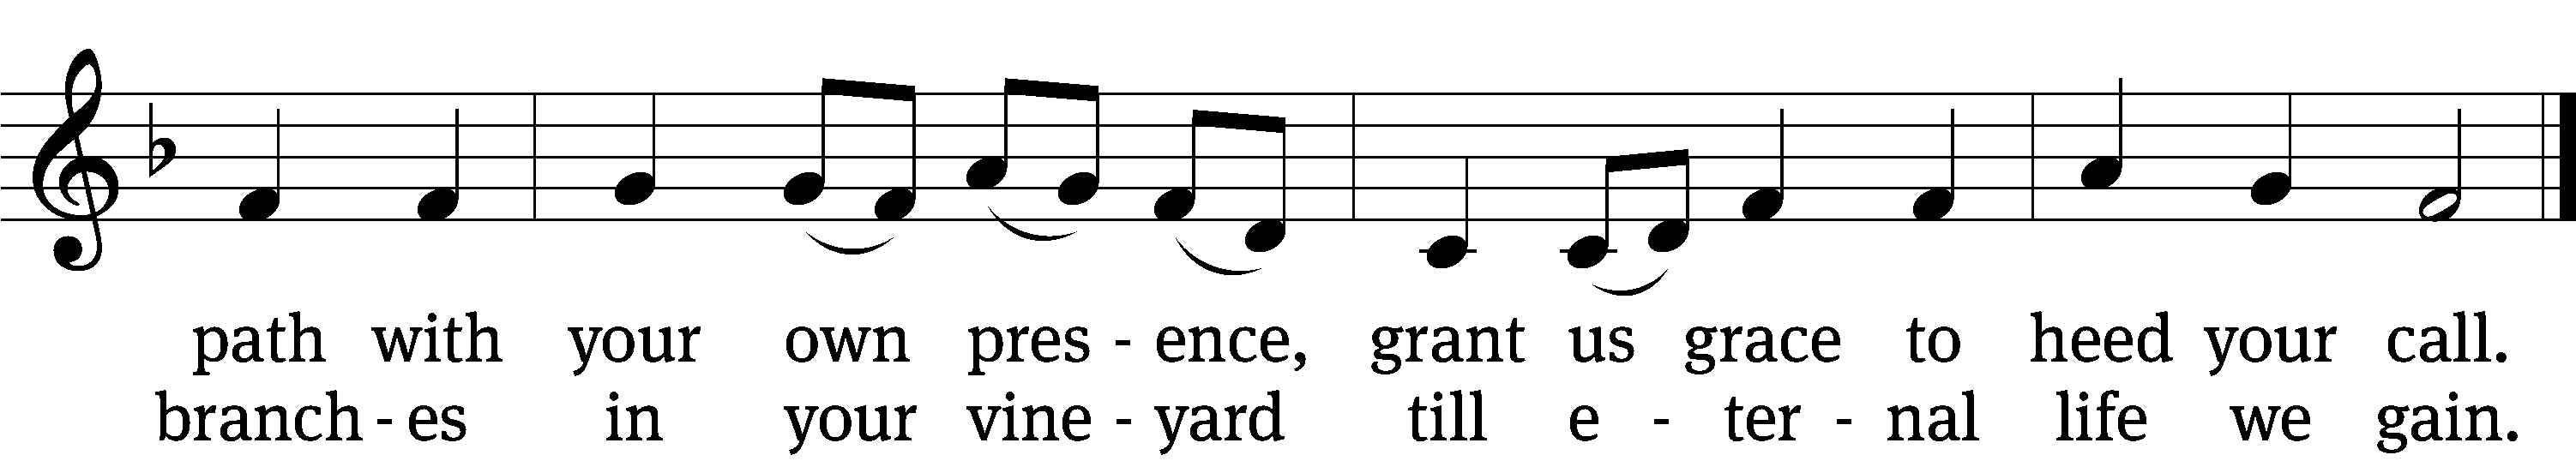 path with your own pres - ence, grant us grace to heed your call.
branch - es in your vine - yard till e - ter - nal life we gain.